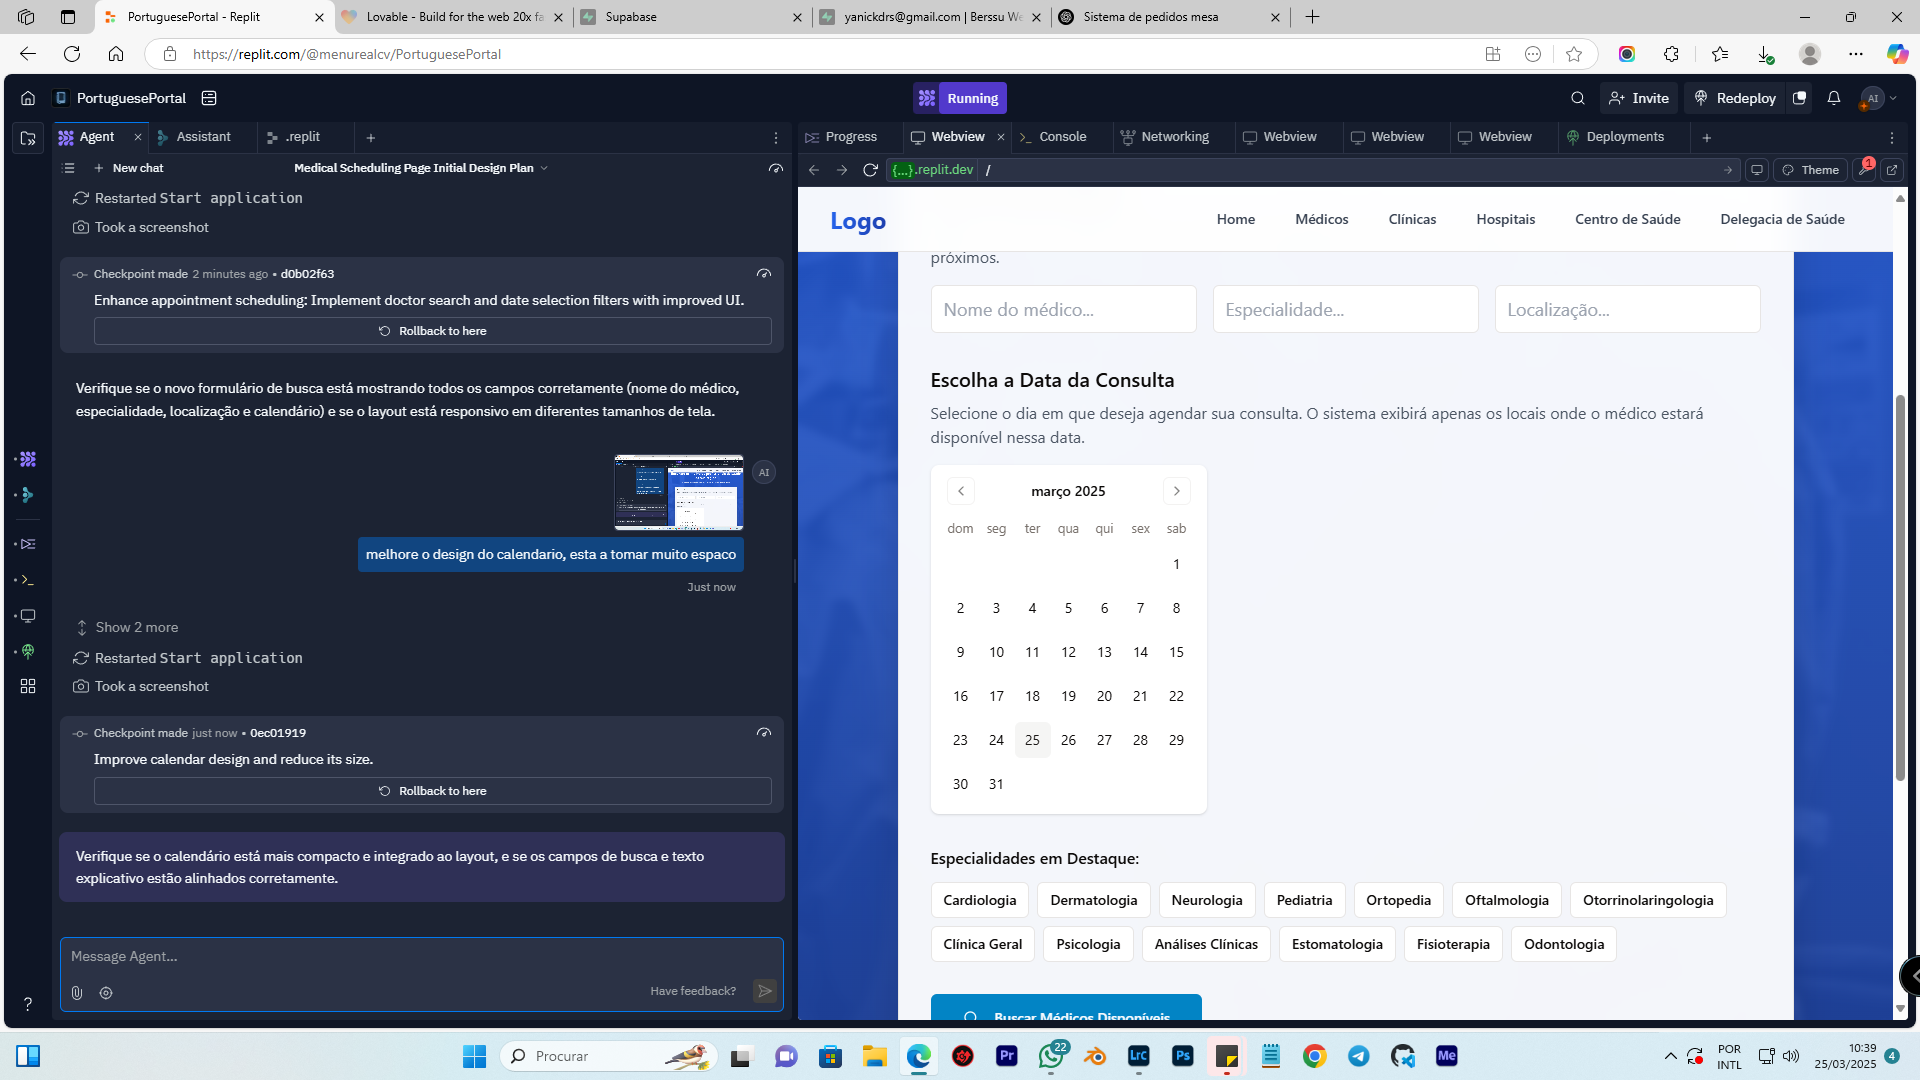 PortuguesePortal - Replit
Lovable - Build for the web 20x fa
Supabase
yanickdrs@gmail.com | Berssu We
Sistema de pedidos mesa
https://replit.com/@menurealcv/PortuguesePortal
PortuguesePortal
Running
Invite
Redeploy
AI
Agent
Assistant
.replit
Progress
Webview
Console
Networking
Webview
Webview
Webview
Deployments
New chat
Medical Scheduling Page Initial Design Plan
{...}.replit.dev /
Theme
1
Restarted Start application
Took a screenshot
Checkpoint made 2 minutes ago • d0b02f63
Enhance appointment scheduling: Implement doctor search and date selection filters with improved UI.
Rollback to here
Verifique se o novo formulário de busca está mostrando todos os campos corretamente (nome do médico,
especialidade, localização e calendário) e se o layout está responsivo em diferentes tamanhos de tela.
AI
melhore o design do calendario, esta a tomar muito espaco
Just now
Show 2 more
Restarted Start application
Took a screenshot
Checkpoint made just now • 0ec01919
Improve calendar design and reduce its size.
Rollback to here
Verifique se o calendário está mais compacto e integrado ao layout, e se os campos de busca e texto
explicativo estão alinhados corretamente.
Message Agent...
Have feedback?
?
Logo
Home
Médicos
Clínicas
Hospitais
Centro de Saúde
Delegacia de Saúde
próximos.
Nome do médico...
Especialidade...
Localização...
Escolha a Data da Consulta
Selecione o dia em que deseja agendar sua consulta. O sistema exibirá apenas os locais onde o médico estará
disponível nessa data.
março 2025
dom seg ter qua qui sex sab
1
2 3 4 5 6 7 8
9 10 11 12 13 14 15
16 17 18 19 20 21 22
23 24 25 26 27 28 29
30 31
Especialidades em Destaque:
Cardiologia Dermatologia Neurologia Pediatria Ortopedia Oftalmologia Otorrinolaringologia
Clínica Geral Psicologia Análises Clínicas Estomatologia Fisioterapia Odontologia
Buscar Médicos Disponíveis
Procurar
Pr
22
LrC
Ps
Me
POR
INTL
10:39
25/03/2025
4